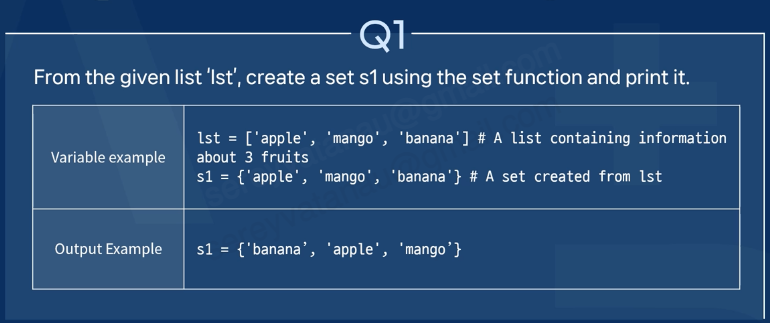 Q1
From the given list 'lst', create a set s1 using the set function and print it.
Variable example
lst = ['apple', 'mango', 'banana'] # A list containing information
about 3 fruits
s1 = {'apple', 'mango', 'banana'} # A set created from lst
Output Example
s1 = {'banana’, 'apple', 'mango’}